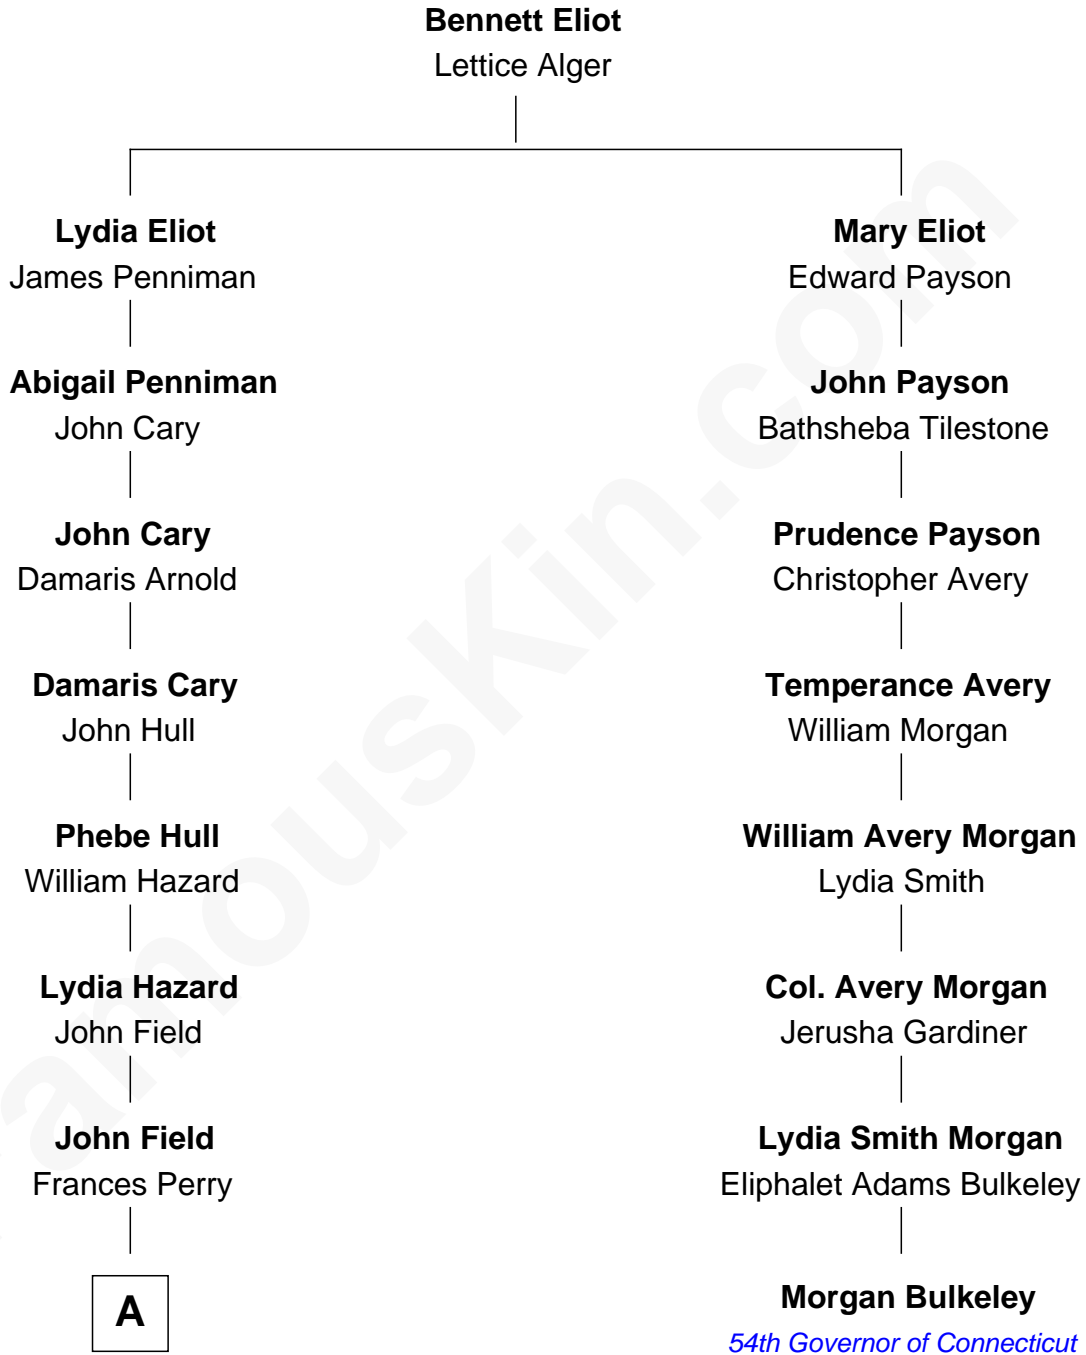 Bennett Eliot
Lettice Alger
Lydia Eliot
James Penniman
Mary Eliot
Edward Payson
Abigail Penniman
John Cary
John Payson
Bathsheba Tilestone
John Cary
Damaris Arnold
Prudence Payson
Christopher Avery
Damaris Cary
John Hull
Temperance Avery
William Morgan
Phebe Hull
William Hazard
William Avery Morgan
Lydia Smith
Lydia Hazard
John Field
Col. Avery Morgan
Jerusha Gardiner
John Field
Frances Perry
Lydia Smith Morgan
Eliphalet Adams Bulkeley
A
Morgan Bulkeley
54th Governor of Connecticut
amouskin.com